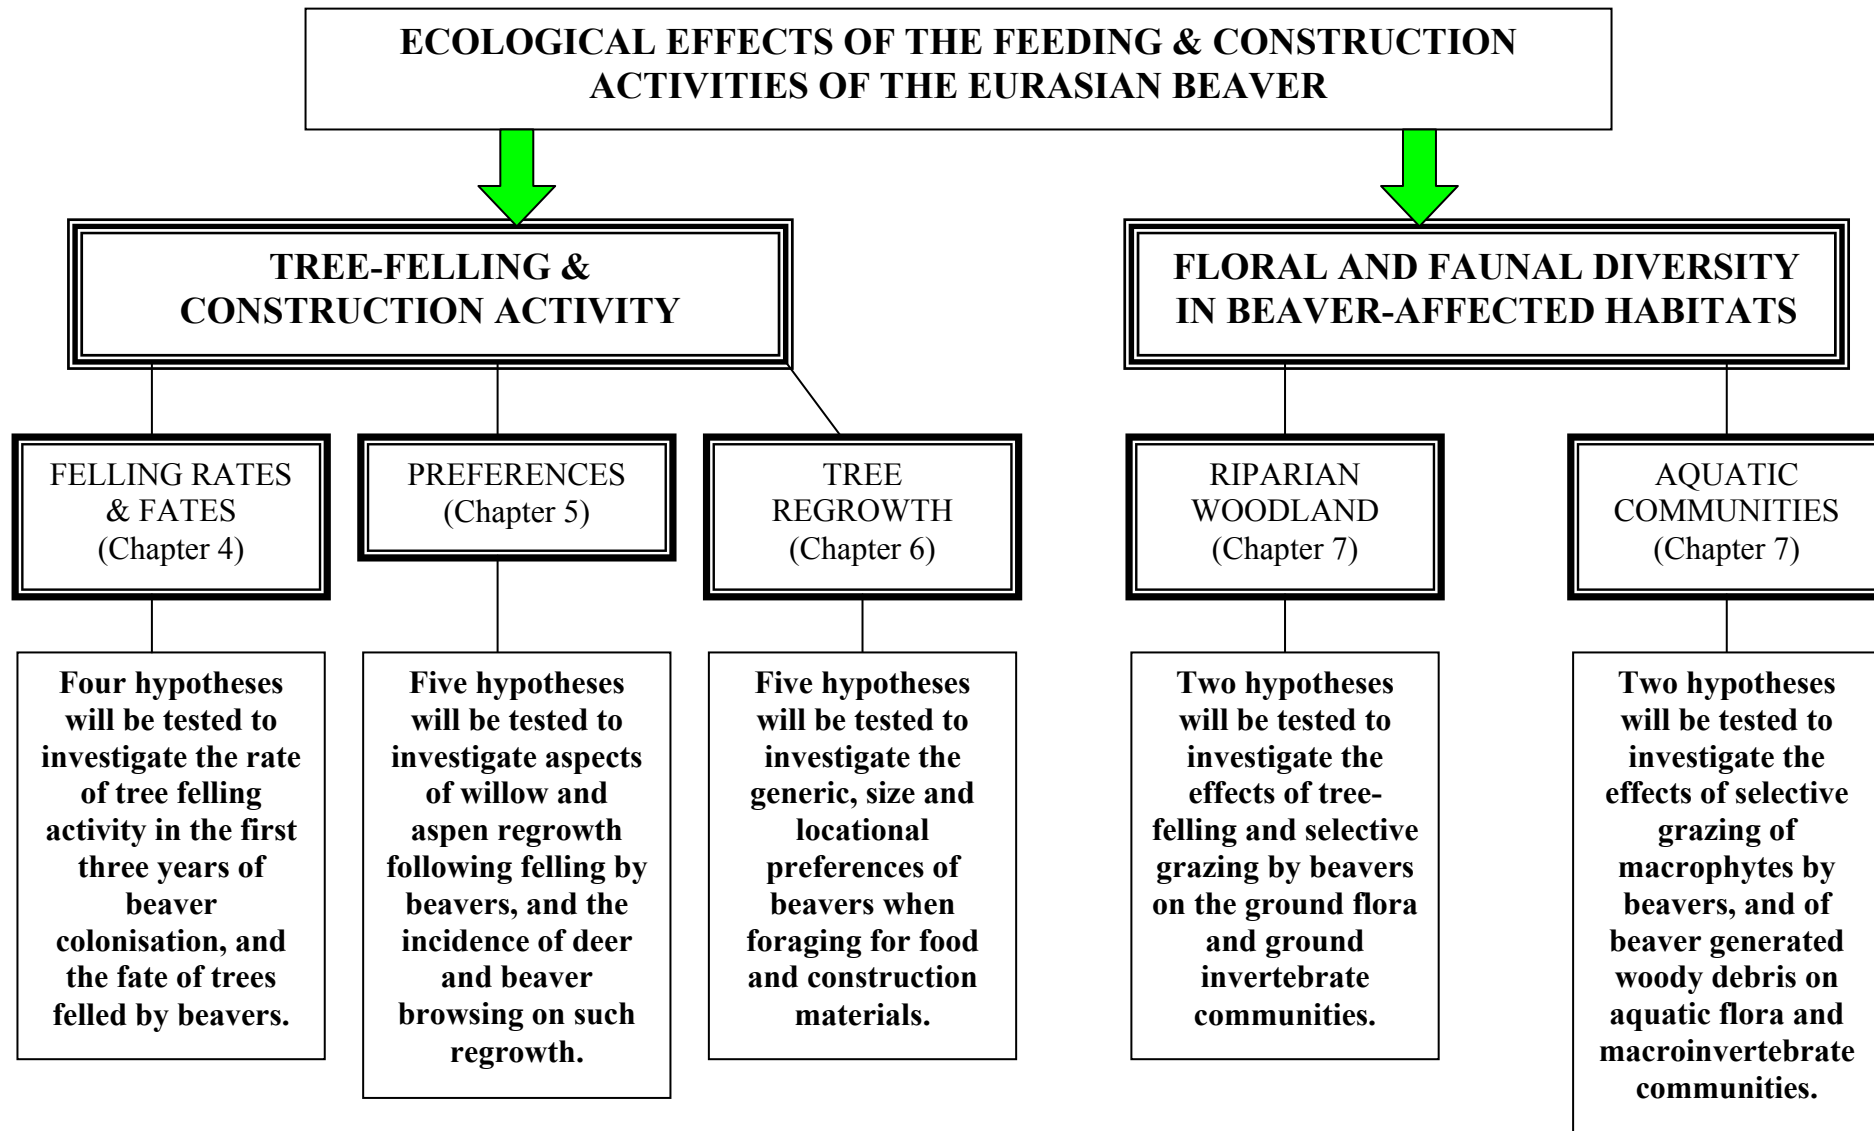 ECOLOGICAL EFFECTS OF THE FEEDING & CONSTRUCTION
ACTIVITIES OF THE EURASIAN BEAVER
TREE-FELLING &
CONSTRUCTION ACTIVITY
FLORAL AND FAUNAL DIVERSITY
IN BEAVER-AFFECTED HABITATS
FELLING RATES
& FATES
(Chapter 4)
PREFERENCES
(Chapter 5)
TREE
REGROWTH
(Chapter 6)
RIPARIAN
WOODLAND
(Chapter 7)
AQUATIC
COMMUNITIES
(Chapter 7)
Four hypotheses
will be tested to
investigate the rate
of tree felling
activity in the first
three years of
beaver
colonisation, and
the fate of trees
felled by beavers.
Five hypotheses
will be tested to
investigate aspects
of willow and
aspen regrowth
following felling by
beavers, and the
incidence of deer
and beaver
browsing on such
regrowth.
Five hypotheses
will be tested to
investigate the
generic, size and
locational
preferences of
beavers when
foraging for food
and construction
materials.
Two hypotheses
will be tested to
investigate the
effects of tree-
felling and selective
grazing by beavers
on the ground flora
and ground
invertebrate
communities.
Two hypotheses
will be tested to
investigate the
effects of selective
grazing of
macrophytes by
beavers, and of
beaver generated
woody debris on
aquatic flora and
macroinvertebrate
communities.